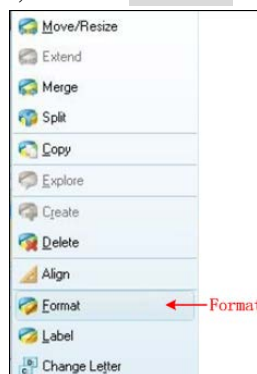 Move/Resize
Extend
Merge
Split
Copy
Explore
Create
Delete
Align
Format
Format
Label
Change Letter